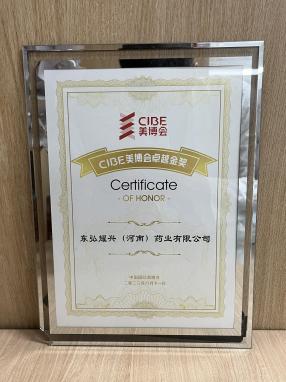 CIBE
美博会
CIBE美博会卓越金奖
Certificate
- OF HONOR -
东弘耀兴（河南）药业有限公司